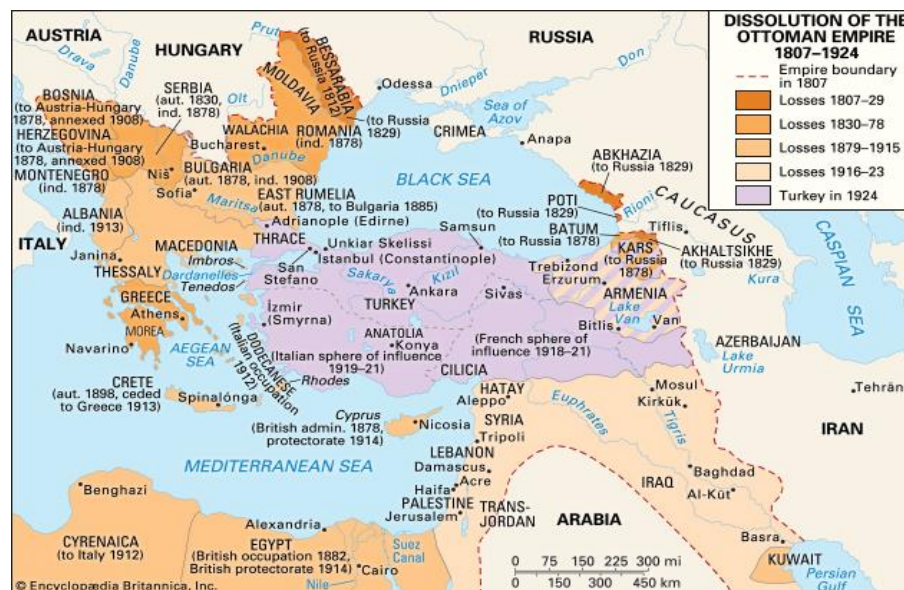 DISSOLUTION OF THE
OTTOMAN EMPIRE
1807–1924
Empire boundary
in 1807
Losses 1807–29
Losses 1830–78
Losses 1879–1915
Losses 1916–23
Turkey in 1924
AUSTRIA
HUNGARY
RUSSIA
Drava
Danube
Prut
Olt
Dnieper
Don
Sea of
Azov
BESSARABIA
(to Russia 1812)
MOLDAVIA
Odessa
(to Russia
1829)
CRIMEA
Anapa
BOSNIA
(to Austria-Hungary
1878, annexed 1908)
HERZEGOVINA
(to Austria-Hungary
1878, annexed 1908)
MONTENEGRO
(ind. 1878)
SERBIA
(aut. 1830,
ind. 1878)
WALACHIA
Bucharest
ROMANIA
(ind. 1878)
Danube
BULGARIA
(aut. 1878, ind. 1908)
Niš
Sofia
EAST RUMELIA
(aut. 1878, to Bulgaria 1885)
Maritsa
Adrianople (Edirne)
BLACK SEA
ABKHAZIA
(to Russia 1829)
CAUCASUS
POTI
(to Russia 1829)
Rioni
BATUM
(to Russia 1878)
Tiflis
AKHALTSIKHE
(to Russia 1829)
KARS
(to Russia
1878)
Kura
CASPIAN
SEA
ALBANIA
(ind. 1913)
ITALY
Janina
MACEDONIA
THRACE
Imbros
Dardanelles
Tenedos
Unkiar Skelissi
Istanbul (Constantinople)
San
Stefano
Samsun
Trebizond
Erzurum
ARMENIA
Lake
Van
Van
Bitlis
THESSALY
GREECE
Athens
MOREA
Navarino
AEGEAN
SEA
İzmir
(Smyrna)
Sakarya
Kızıl
Ankara
Sivas
TURKEY
ANATOLIA
Konya
(Italian sphere of influence
1919–21)
(French sphere of
influence 1918–21)
CILICIA
DODECANESE
(Italian occupation
1912)
Rhodes
AZERBAIJAN
Lake
Urmia
Tehrān
IRAN
CRETE
(aut. 1898, ceded
to Greece 1913)
Spinalónga
Cyprus
(British admin. 1878,
protectorate 1914)
Nicosia
HATAY
Aleppo
SYRIA
Euphrates
Mosul
Kirkūk
Tigris
Tripoli
LEBANON
Damascus
Acre
Haifa
PALESTINE
Jerusalem
TRANS-
JORDAN
IRAQ
Baghdad
Al-Kūt
Basra
KUWAIT
Persian
Gulf
ARABIA
MEDITERRANEAN SEA
Benghazi
CYRENAICA
(to Italy 1912)
Alexandria
EGYPT
(British occupation 1882,
British protectorate 1914)
Suez
Canal
Cairo
Nile
0 75 150 225 300 mi
0 150 300 450 km
© Encyclopædia Britannica, Inc.